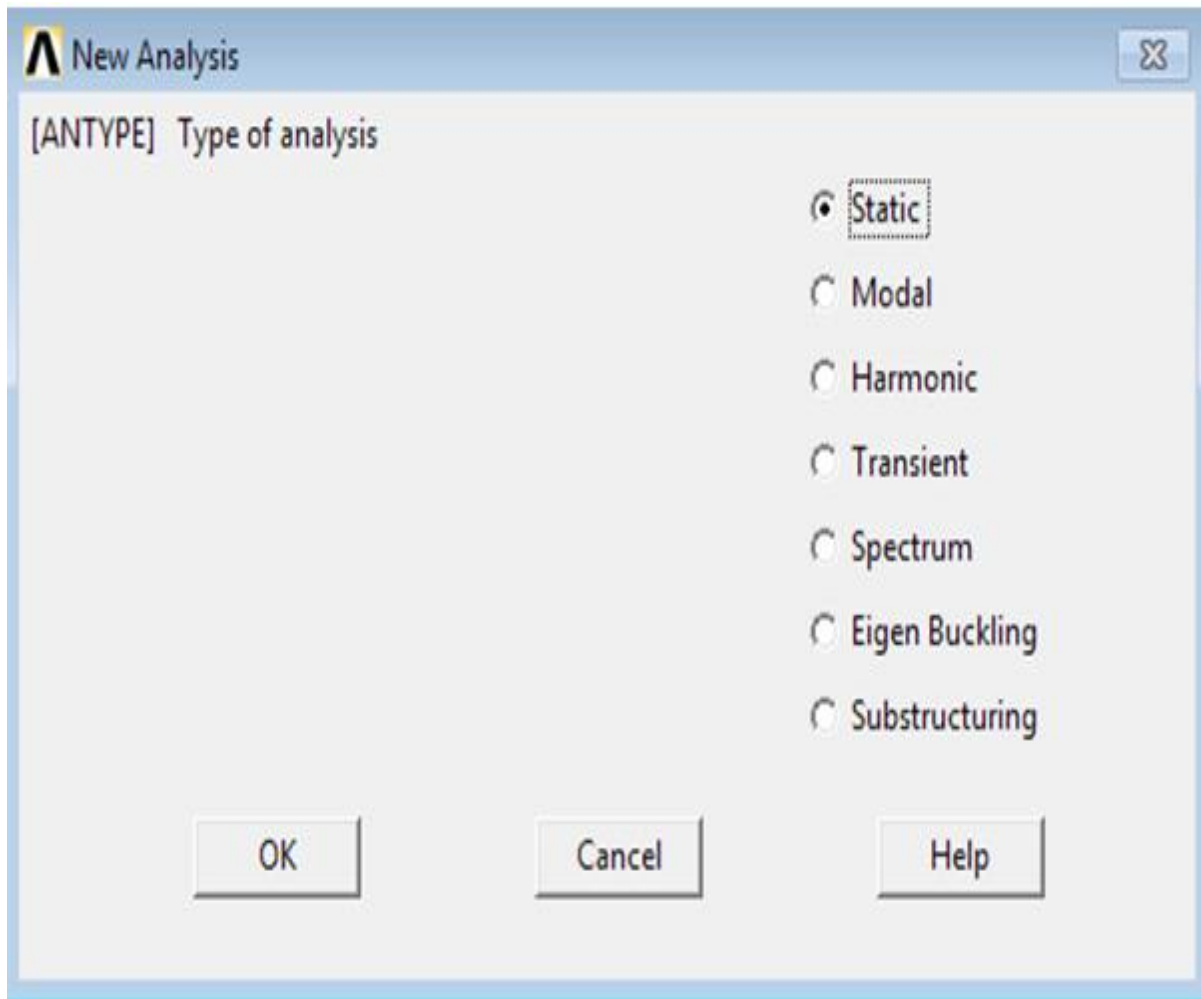 New Analysis
[ANTYPE] Type of analysis
Static
Modal
Harmonic
Transient
Spectrum
Eigen Buckling
Substructuring
OK Cancel Help